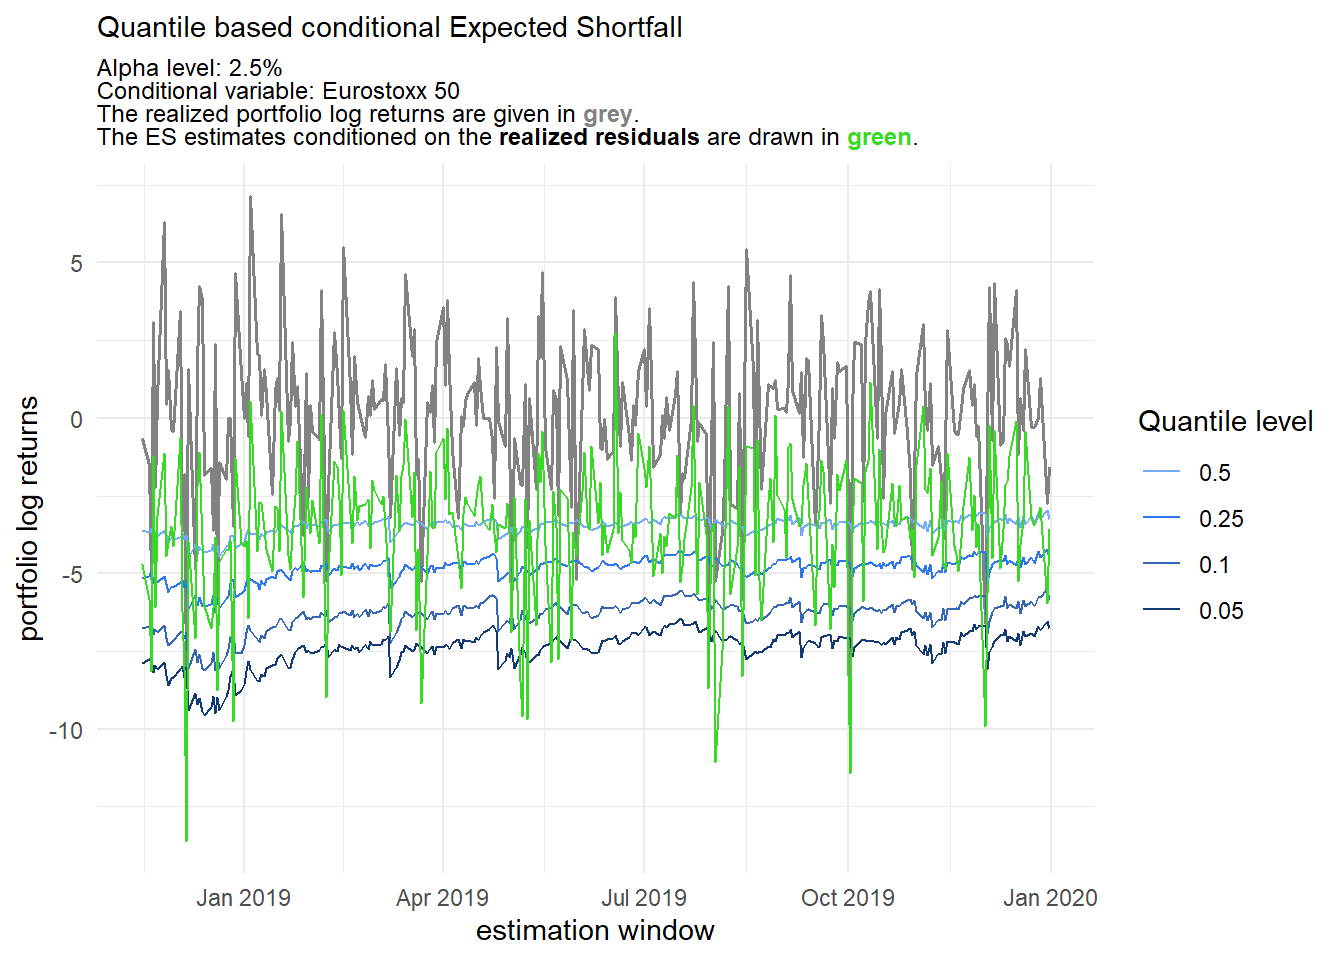 Quantile based conditional Expected Shortfall
Alpha level: 2.5%
Conditional variable: Eurostoxx 50
The realized portfolio log returns are given in grey.
The ES estimates conditioned on the realized residuals are drawn in green.
portfolio log returns
5
0
-5
-10
Jan 2019
Apr 2019
Jul 2019
Oct 2019
Jan 2020
estimation window
Quantile level
0.5
0.25
0.1
0.05